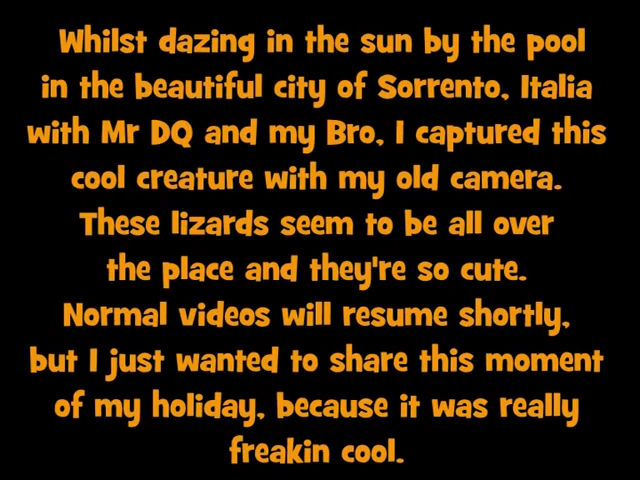 Whilst dazing in the sun by the pool
in the beautiful city of Sorrento, Italia
with Mr DQ and my Bro, I captured this
cool creature with my old camera.
These lizards seem to be all over
the place and they're so cute.
Normal videos will resume shortly,
but I just wanted to share this moment
of my holiday, because it was really
freakin cool.